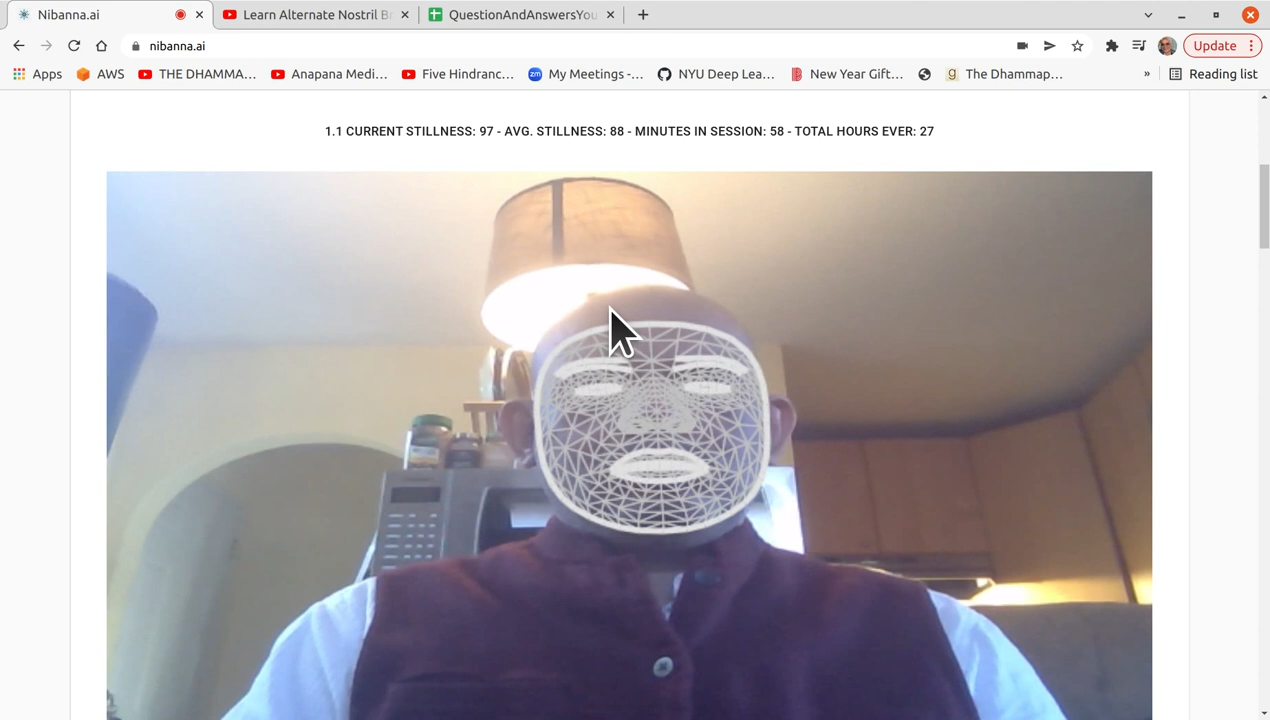 Nibanna.ai
Learn Alternate Nostril B
QuestionAndAnswersYou
nibanna.ai
Update
Apps
AWS
THE DHAMMA…
Anapana Medi…
Five Hindranc…
zm
My Meetings -…
NYU Deep Lea…
New Year Gift…
g
The Dhammap…
»
Reading list
1.1 CURRENT STILLNESS: 97 - AVG. STILLNESS: 88 - MINUTES IN SESSION: 58 - TOTAL HOURS EVER: 27